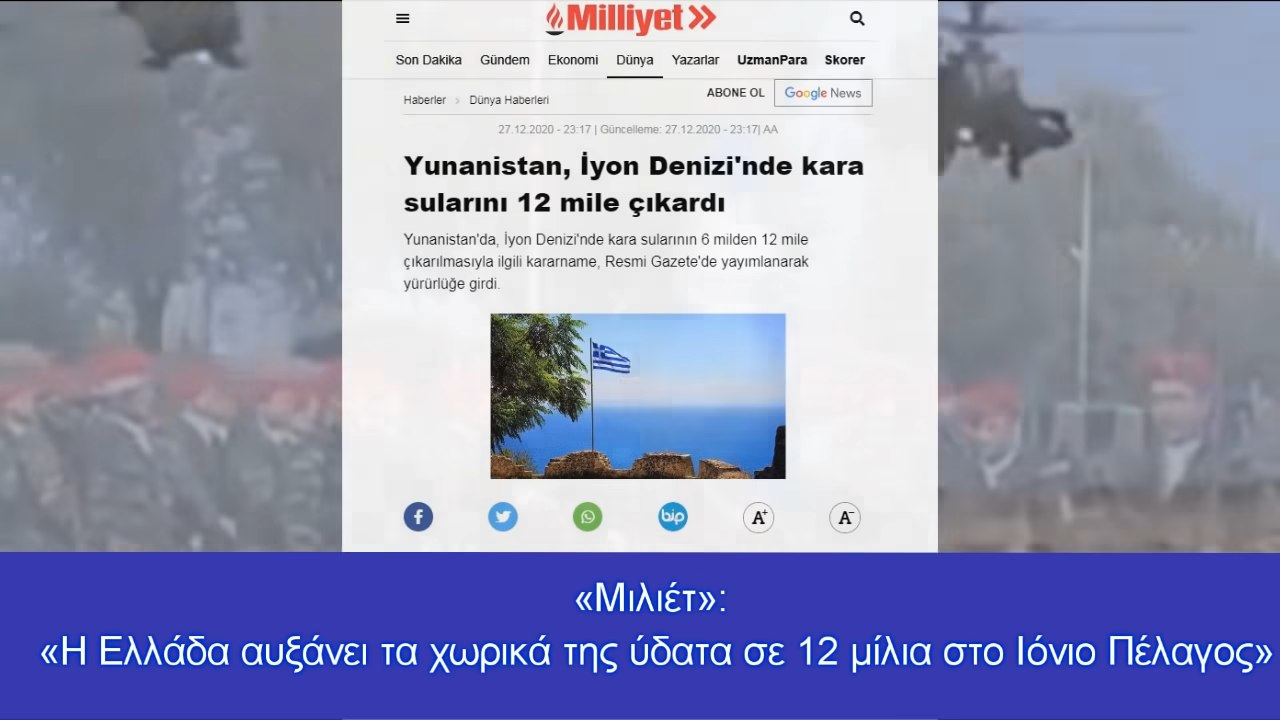 Milliyet
Son Dakika Gündem Ekonomi Dünya Yazarlar UzmanPara Skorer
ABONE OL Google News
Haberler > Dünya Haberleri
27.12.2020 - 23:17 | Güncelleme: 27.12.2020 - 23:17| AA
Yunanistan, İyon Denizi'nde kara
sularını 12 mile çıkardı
Yunanistan'da, İyon Denizi'nde kara sularının 6 milden 12 mile
çıkarılmasıyla ilgili kararname, Resmi Gazete'de yayımlanarak
yürürlüğe girdi.
bip A+ A-
«Μιλιέτ»:
«Η Ελλάδα αυξάνει τα χωρικά της ύδατα σε 12 μίλια στο Ιόνιο Πέλαγος»